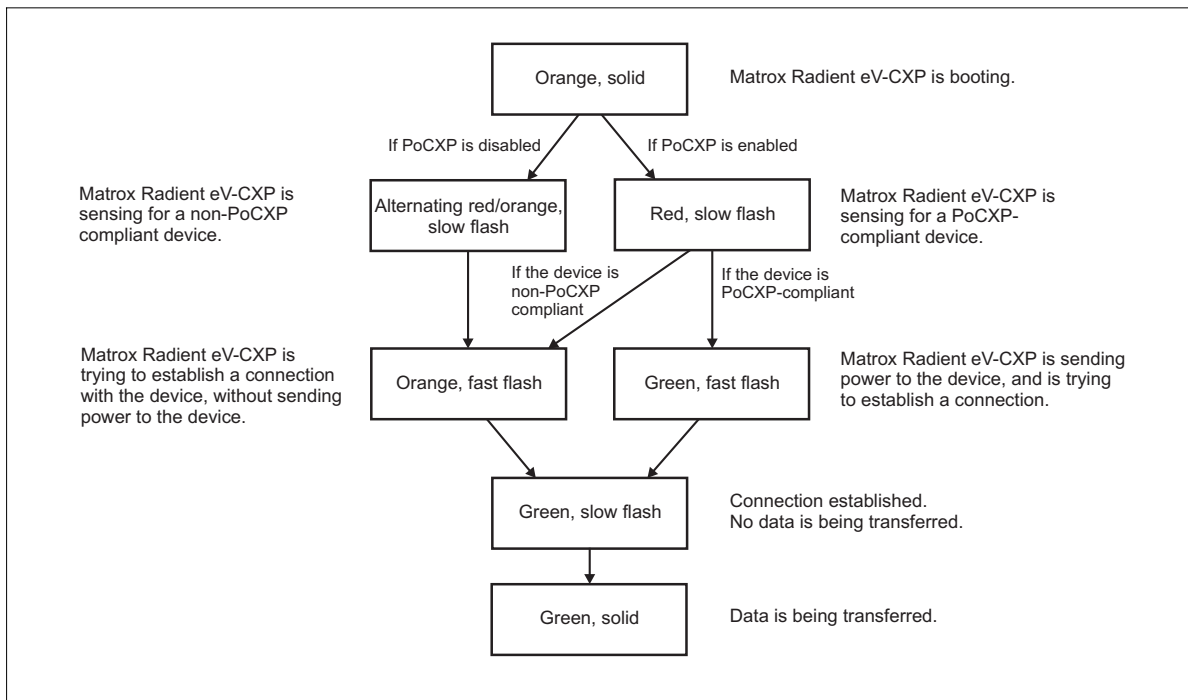 Orange, solid
Matrox Radient eV-CXP is booting.
If PoCXP is disabled
If PoCXP is enabled
Matrox Radient eV-CXP is
sensing for a non-PoCXP
compliant device.
Alternating red/orange,
slow flash
Red, slow flash
Matrox Radient eV-CXP is
sensing for a PoCXP-
compliant device.
If the device is
non-PoCXP
compliant
If the device is
PoCXP-compliant
Matrox Radient eV-CXP is
trying to establish a connection
with the device, without sending
power to the device.
Orange, fast flash
Green, fast flash
Matrox Radient eV-CXP is sending
power to the device, and is trying
to establish a connection.
Green, slow flash
Connection established.
No data is being transferred.
Green, solid
Data is being transferred.